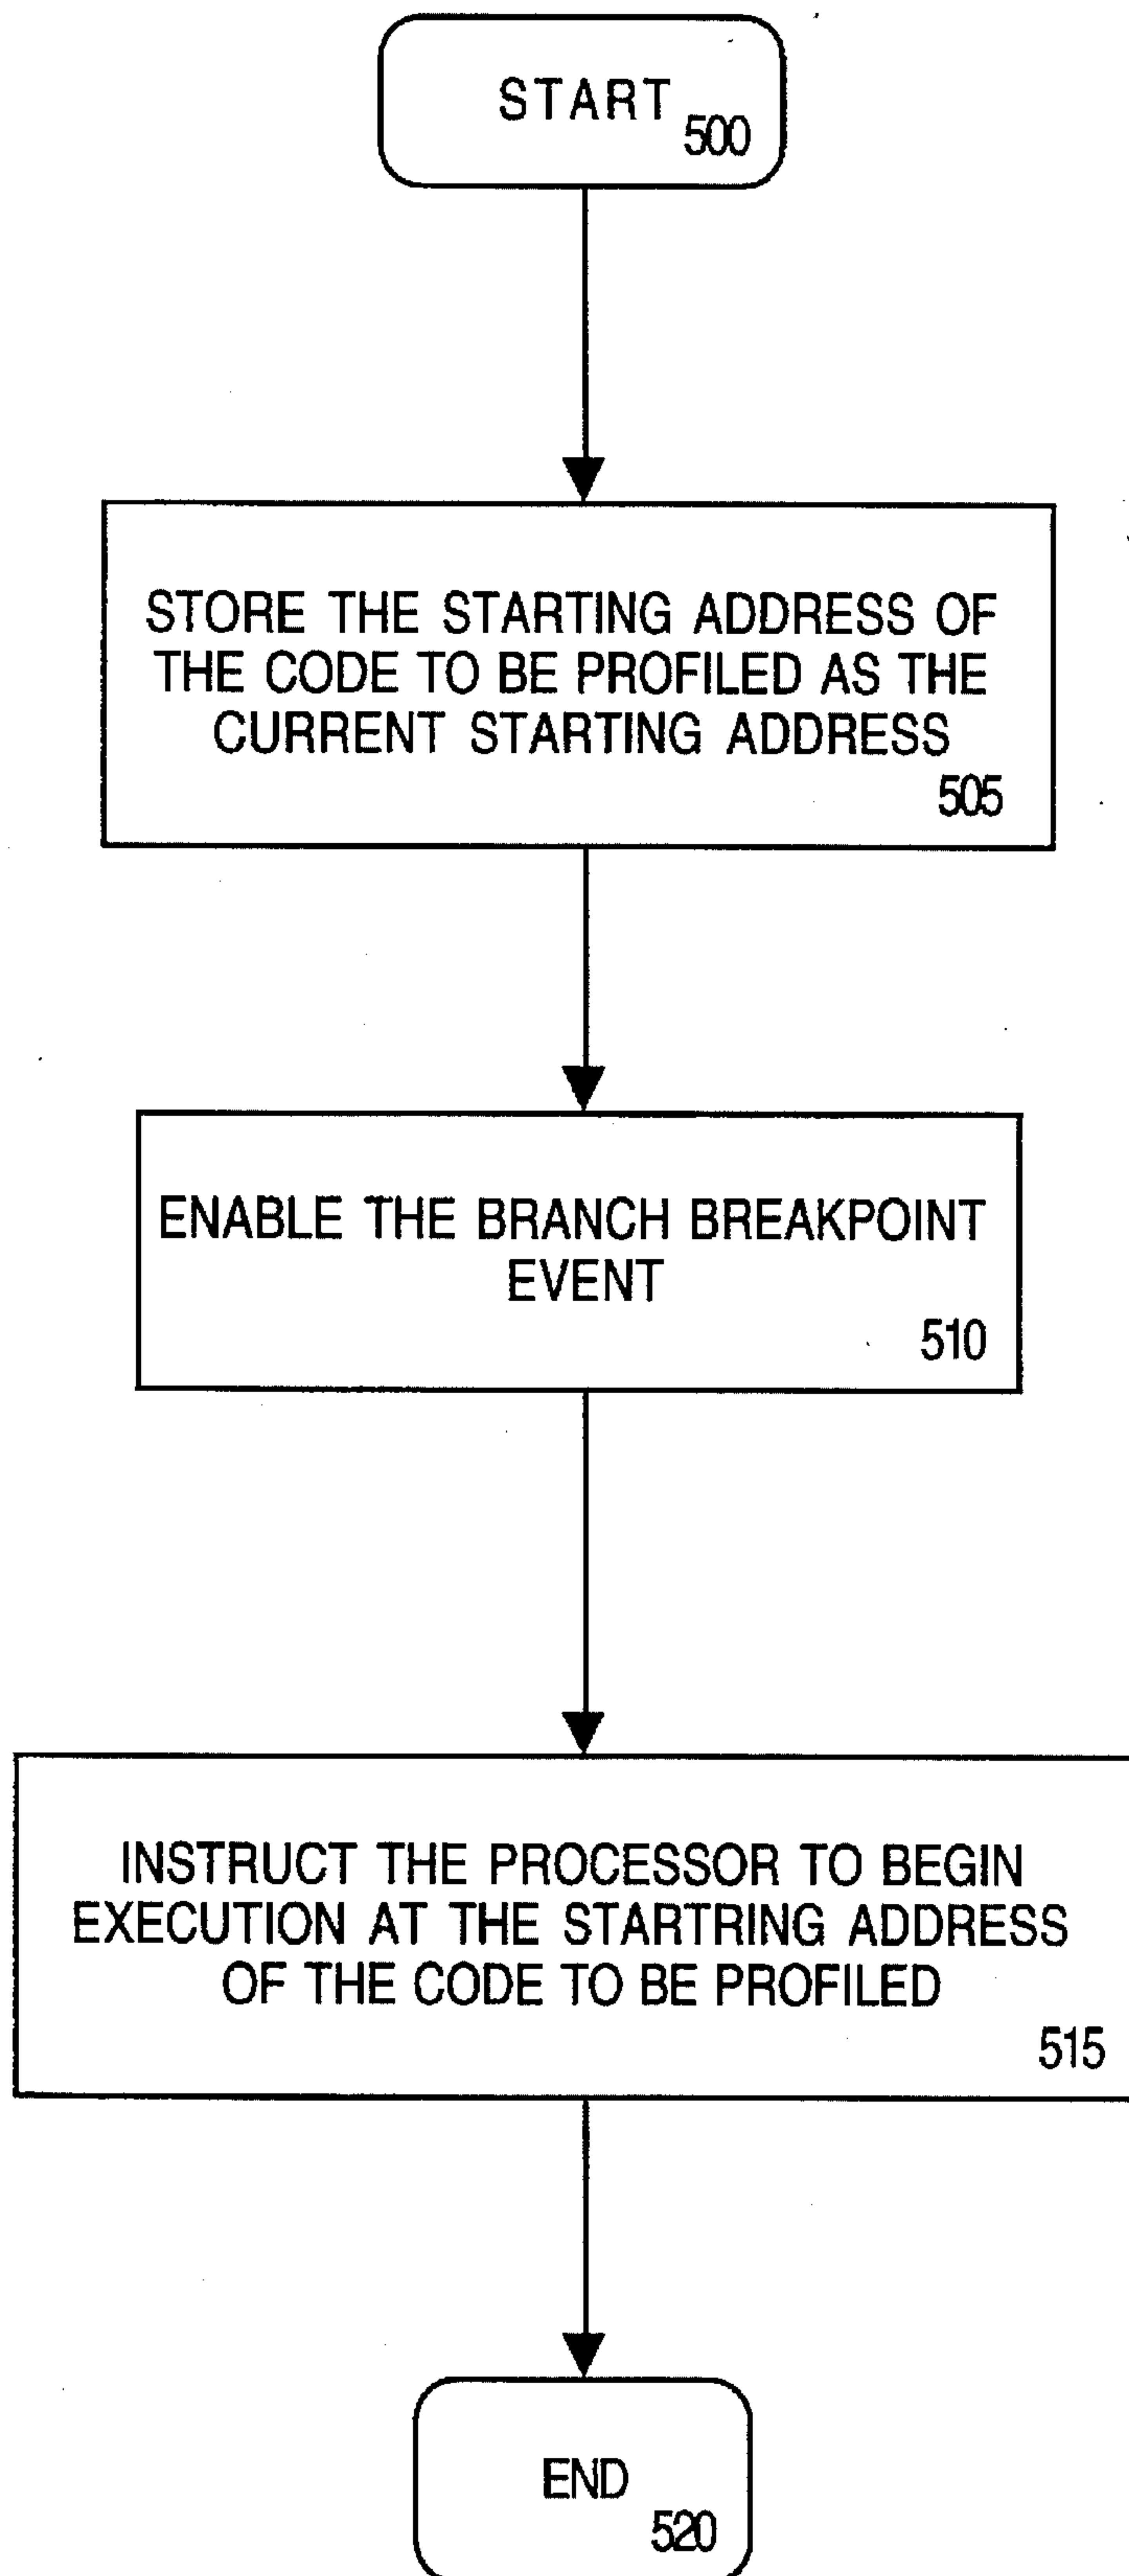 START
500
STORE THE STARTING ADDRESS OF
THE CODE TO BE PROFILED AS THE
CURRENT STARTING ADDRESS
505
ENABLE THE BRANCH BREAKPOINT
EVENT
510
INSTRUCT THE PROCESSOR TO BEGIN
EXECUTION AT THE STARTRING ADDRESS
OF THE CODE TO BE PROFILED
515
END
520